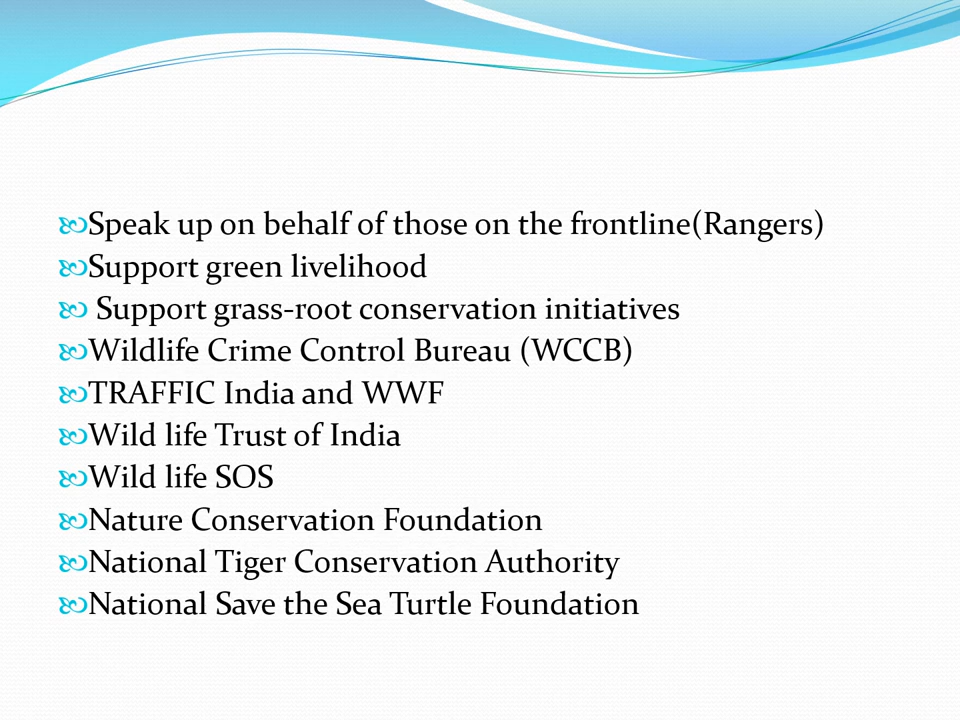 Speak up on behalf of those on the frontline(Rangers)
Support green livelihood
Support grass-root conservation initiatives
Wildlife Crime Control Bureau (WCCB)
TRAFFIC India and WWF
Wild life Trust of India
Wild life SOS
Nature Conservation Foundation
National Tiger Conservation Authority
National Save the Sea Turtle Foundation